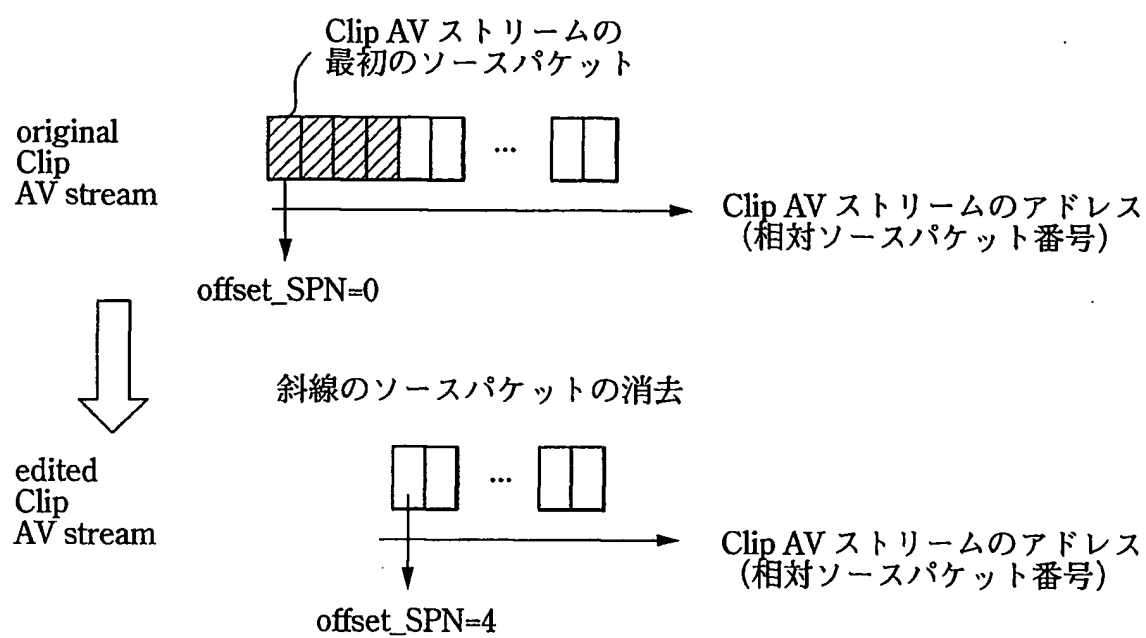 Clip AV ストリームの
最初のソースパケット
original
Clip
AV stream
...
Clip AV ストリームのアドレス
(相対ソースパケット番号)
offset_SPN=0
斜線のソースパケットの消去
edited
Clip
AV stream
...
Clip AV ストリームのアドレス
(相対ソースパケット番号)
offset_SPN=4